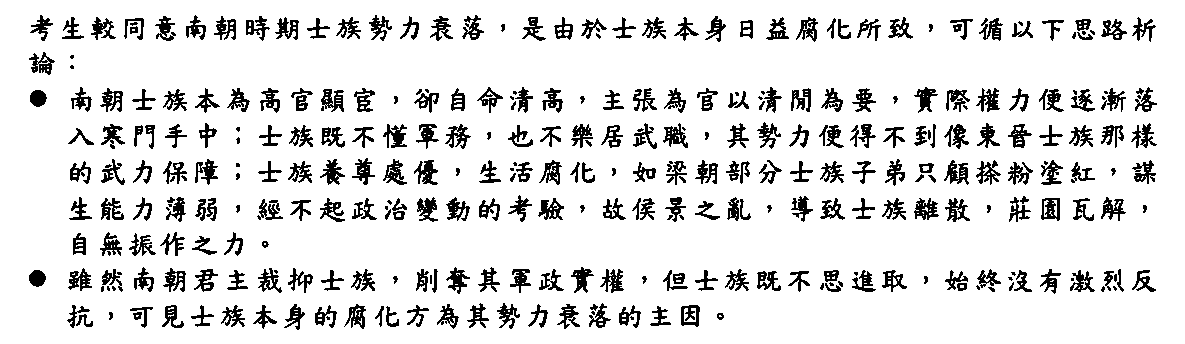 考生較同意南朝時期士族勢力衰落，是由於士族本身日益腐化所致，可循以下思路析
論：
● 南朝士族本為高官顯宦，卻自命清高，主張為官以清閒為要，實際權力便逐漸落
入寒門手中；士族既不懂軍務，也不樂居武職，其勢力便得不到像東晉士族那樣
的武力保障；士族養尊處優，生活腐化，如梁朝部分士族子弟只顧搽粉塗紅，謀
生能力薄弱，經不起政治變動的考驗，故侯景之亂，導致士族離散，莊園瓦解，
自無振作之力。
● 雖然南朝君主裁抑士族，削奪其軍政實權，但士族既不思進取，始終沒有激烈反
抗，可見士族本身的腐化方為其勢力衰落的主因。